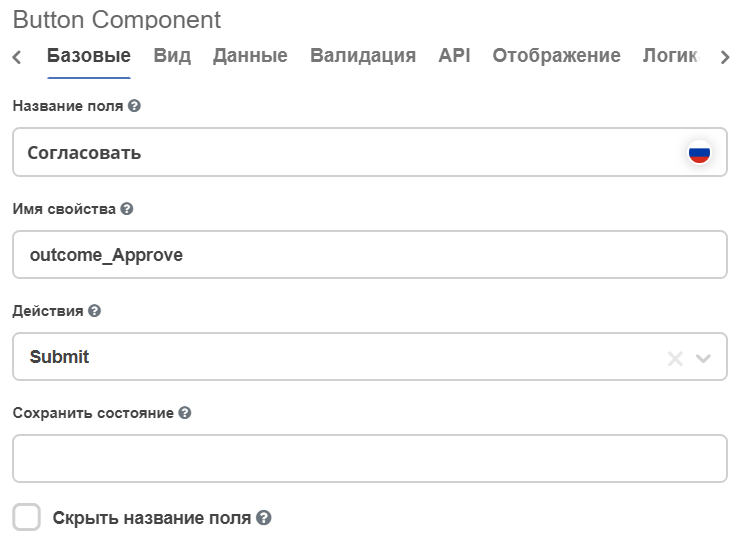 Button Component
Базовые Вид Данные Валидация API Отображение Логик
Название поля
Согласовать
Имя свойства
outcome_Approve
Действия
Submit
Сохранить состояние
Скрыть название поля